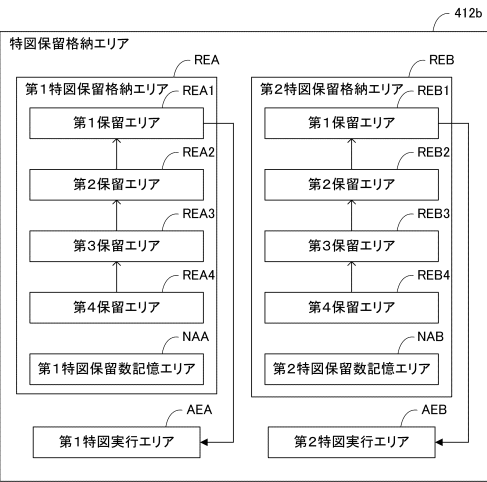 412b
特図保留格納エリア
REA
第1特図保留格納エリア
REA1
第1保留エリア
REA2
第2保留エリア
REA3
第3保留エリア
REA4
第4保留エリア
NAA
第1特図保留数記憶エリア
AEA
第1特図実行エリア
REB
第2特図保留格納エリア
REB1
第1保留エリア
REB2
第2保留エリア
REB3
第3保留エリア
REB4
第4保留エリア
NAB
第2特図保留数記憶エリア
AEB
第2特図実行エリア